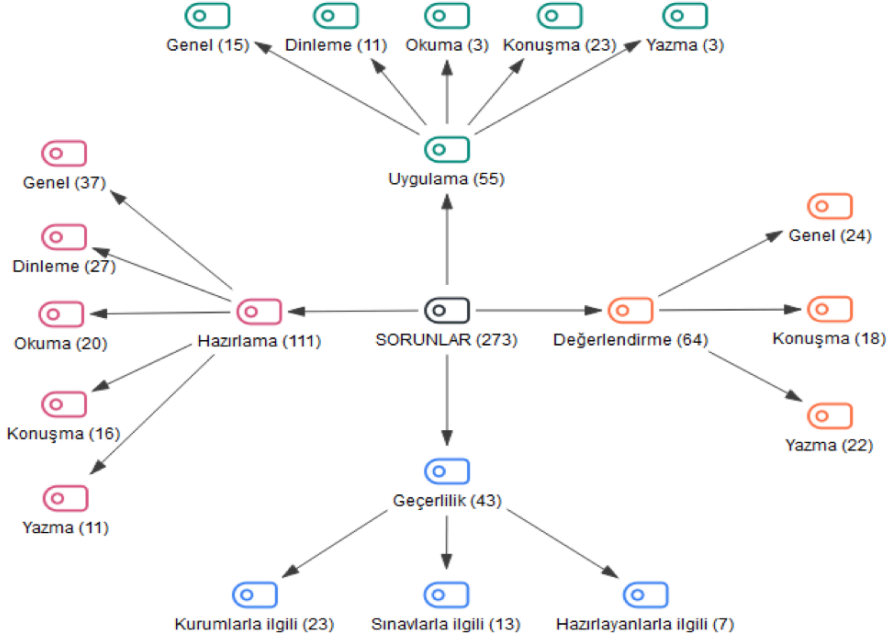 Genel (15)
Dinleme (11)
Okuma (3)
Konuşma (23)
Yazma (3)
Uygulama (55)
Genel (37)
Dinleme (27)
Okuma (20)
Konuşma (16)
Yazma (11)
Hazırlama (111)
SORUNLAR (273)
Değerlendirme (64)
Genel (24)
Konuşma (18)
Yazma (22)
Geçerlilik (43)
Kurumlarla ilgili (23)
Sınavlarla ilgili (13)
Hazırlayanlarla ilgili (7)